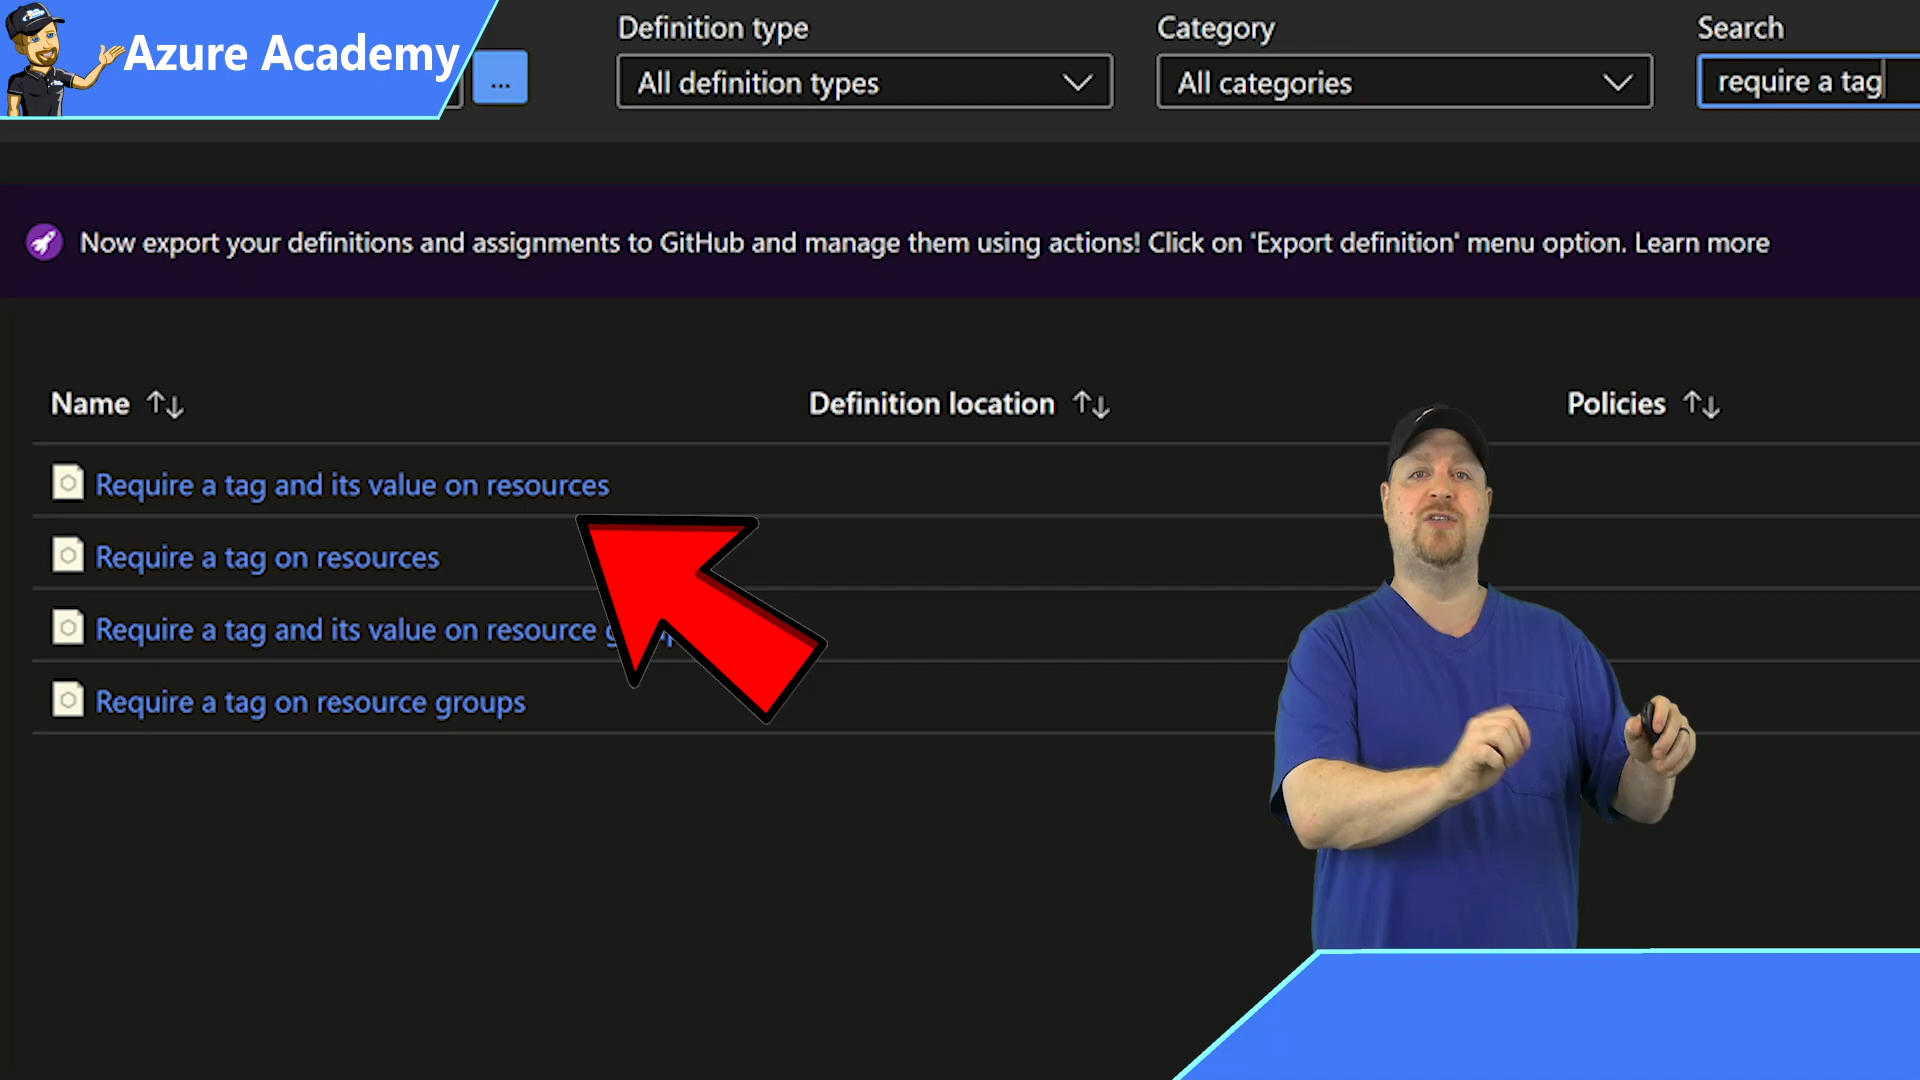 Azure Academy
...
Definition type
All definition types
Category
All categories
Search
require a tag
Now export your definitions and assignments to GitHub and manage them using actions! Click on 'Export definition' menu option. Learn more
Name
Definition location
Policies
Require a tag and its value on resources
Require a tag on resources
Require a tag and its value on resource
Require a tag on resource groups